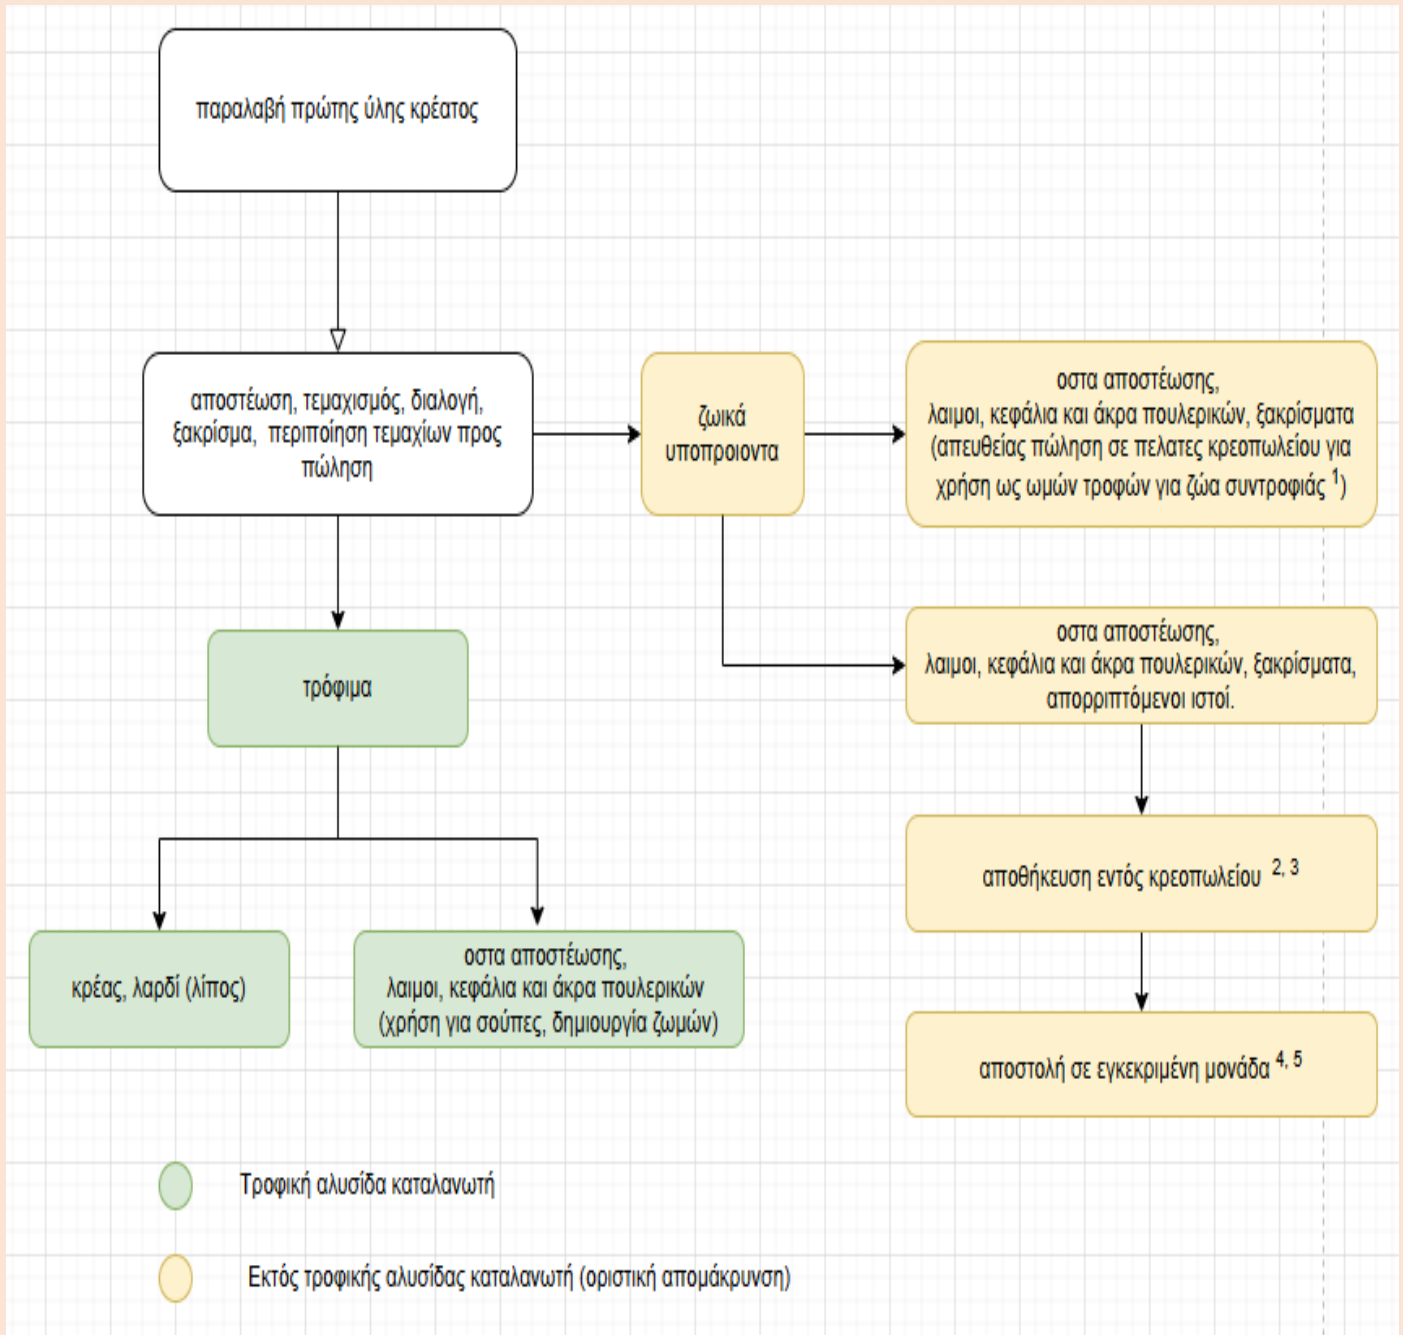 παραλαβή πρώτης ύλης κρέατος
αποστέωση, τεμαχισμός, διαλογή,
ξακρίσμα, περιποίηση τεμαχίων προς
πώληση
ζωικά
υποπροιοντα
οστα αποστέωσης,
λαιμοι, κεφάλια και άκρα πουλερικών, ξακρίσματα
(απευθείας πώληση σε πελατες κρεοπωλείου για
χρήση ως ωμών τροφών για ζώα συντροφιάς 1)
οστα αποστέωσης,
λαιμοι, κεφάλια και άκρα πουλερικών, ξακρίσματα,
απορριπτόμενοι ιστοί.
τρόφιμα
αποθήκευση εντός κρεοπωλείου 2, 3
κρέας, λαρδί (λίπος)
οστα αποστέωσης,
λαιμοι, κεφάλια και άκρα πουλερικών
(χρήση για σούπες, δημιουργία ζωμών)
αποστολή σε εγκεκριμένη μονάδα 4, 5
Τροφική αλυσίδα καταλανωτή
Εκτός τροφικής αλυσίδας καταλανωτή (οριστική απομάκρυνση)